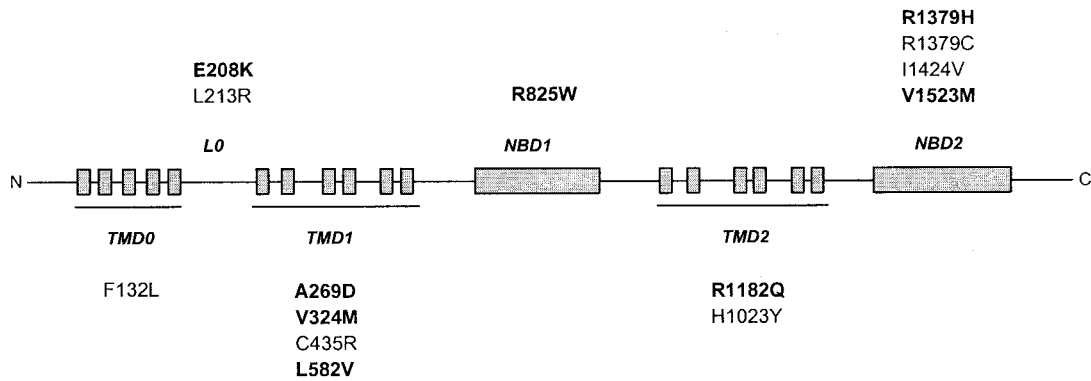 R1379H
R1379C
I1424V
V1523M
E208K
L213R
R825W
L0
NBD1
NBD2
N
C
TMD0
TMD1
TMD2
F132L
A269D
V324M
C435R
L582V
R1182Q
H1023Y